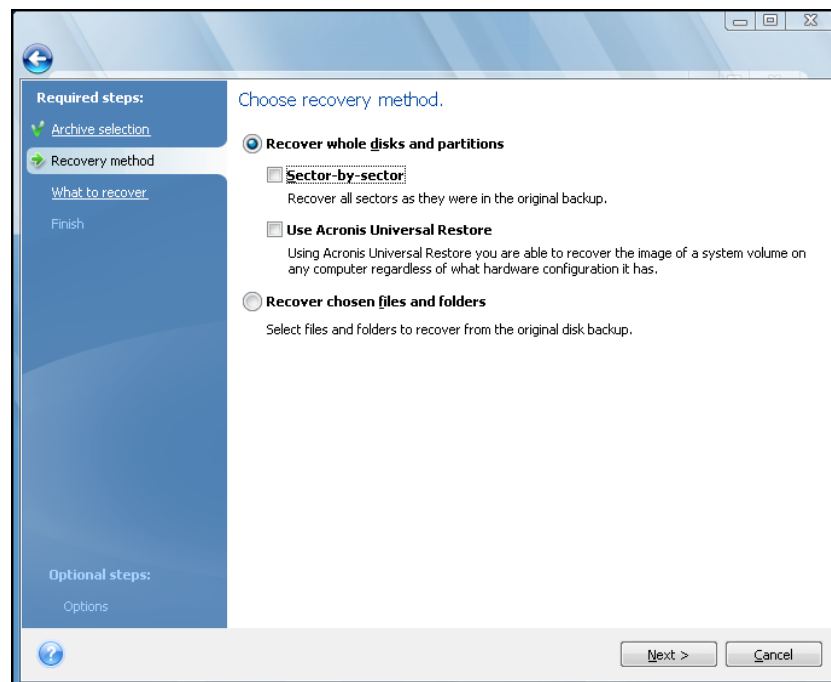 Required steps:
Archive selection
Recovery method
What to recover
Finish
Optional steps:
Options
Choose recovery method.
Recover whole disks and partitions
Sector-by-sector
Recover all sectors as they were in the original backup.
Use Acronis Universal Restore
Using Acronis Universal Restore you are able to recover the image of a system volume on
any computer regardless of what hardware configuration it has.
Recover chosen files and folders
Select files and folders to recover from the original disk backup.
?
Next >
Cancel